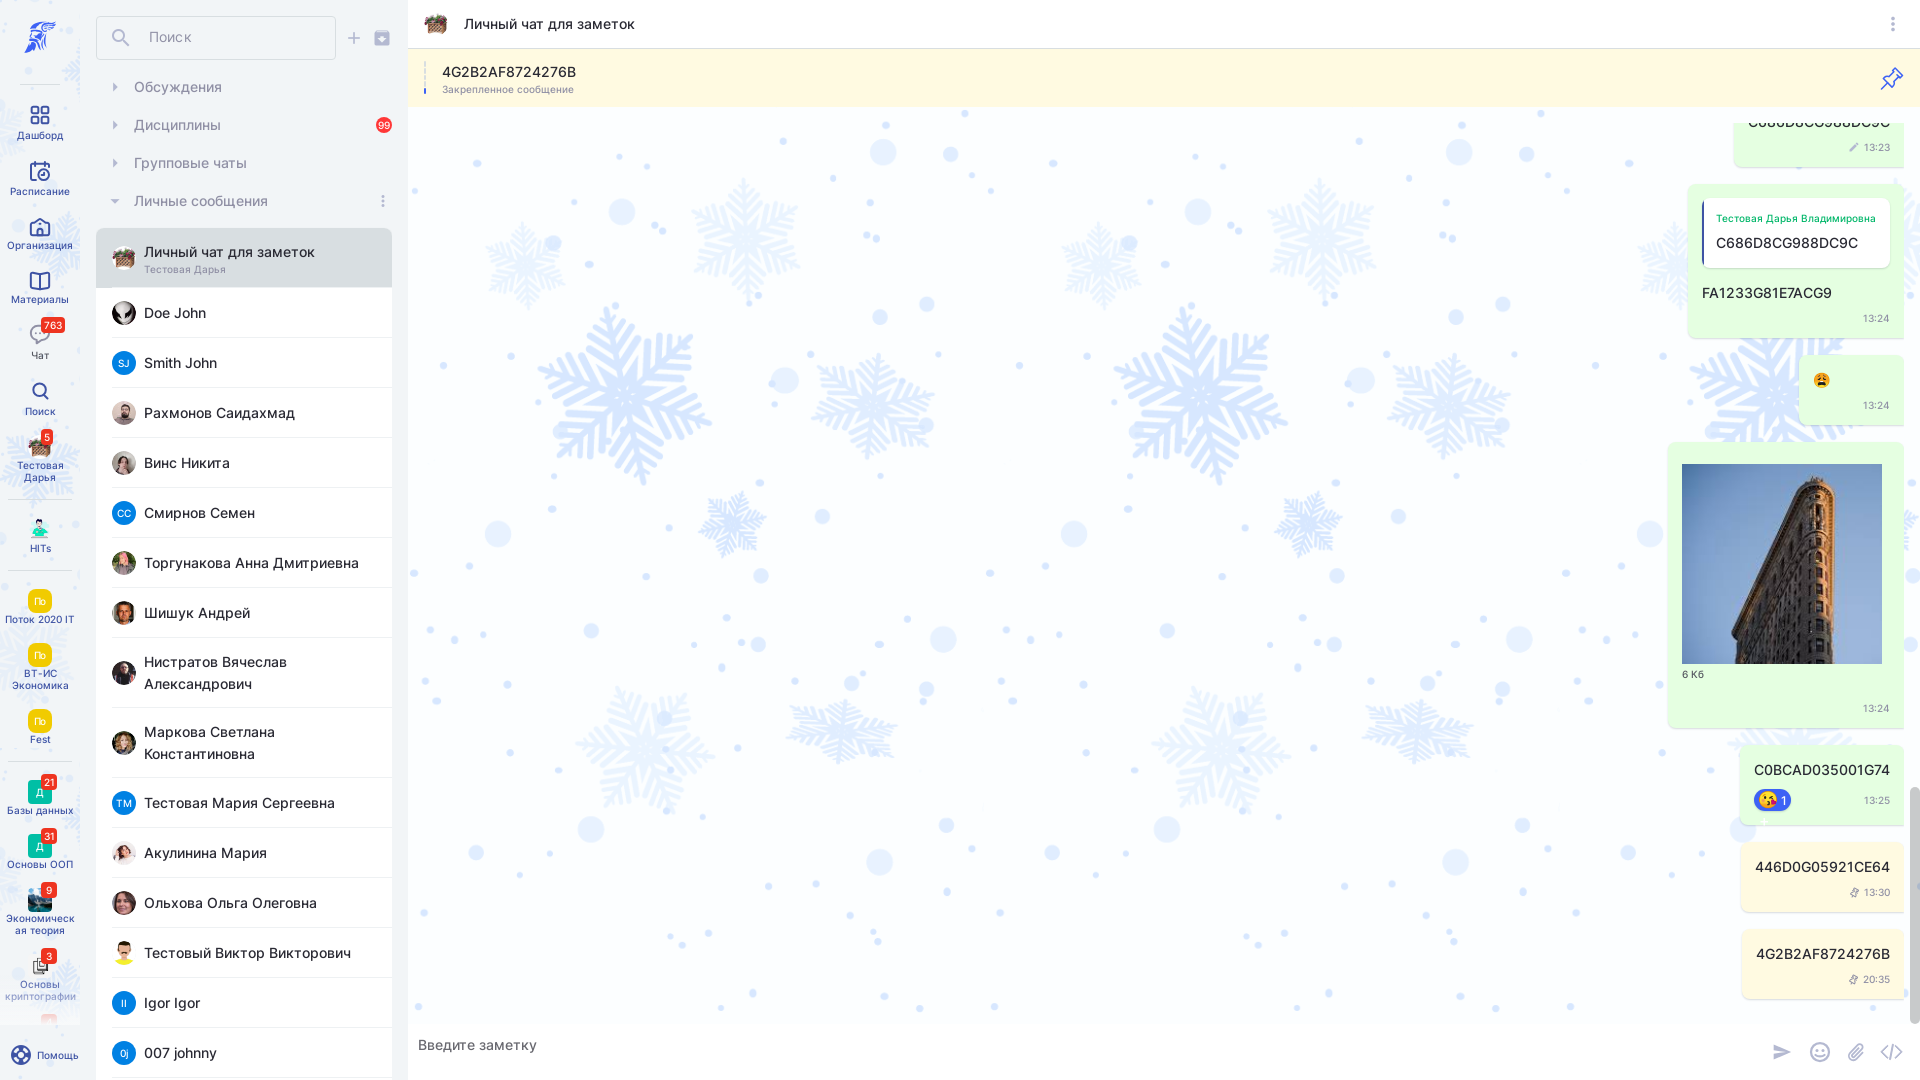 Дашборд
Расписание
Организация
Материалы
763
Чат
Поиск
5
Тестовая
Дарья
HITs
По
Поток 2020 IT
По
ВТ-ИС
Экономика
По
Fest
21
Д
Базы данных
31
Д
Основы ООП
9
Экономическ
ая теория
3
Основы
криптографии
Помощь
Поиск
Обсуждения
Дисциплины
99
Групповые чаты
Личные сообщения
Личный чат для заметок
Тестовая Дарья
Doe John
SJ
Smith John
Рахмонов Саидахмад
Винс Никита
СС
Смирнов Семен
Торгунакова Анна Дмитриевна
Шишук Андрей
Нистратов Вячеслав
Александрович
Маркова Светлана
Константиновна
ТМ
Тестовая Мария Сергеевна
Акулинина Мария
Ольхова Ольга Олеговна
Тестовый Виктор Викторович
II
Igor Igor
0j
007 johnny
Личный чат для заметок
4G2B2AF8724276B
Закрепленное сообщение
C686D8CG988DC9C
13:23
Тестовая Дарья Владимировна
C686D8CG988DC9C
FA1233G81E7ACG9
13:24
13:24
6 Кб
13:24
C0BCAD035001G74
1
13:25
446D0G05921CE64
13:30
4G2B2AF8724276B
20:35
Введите заметку